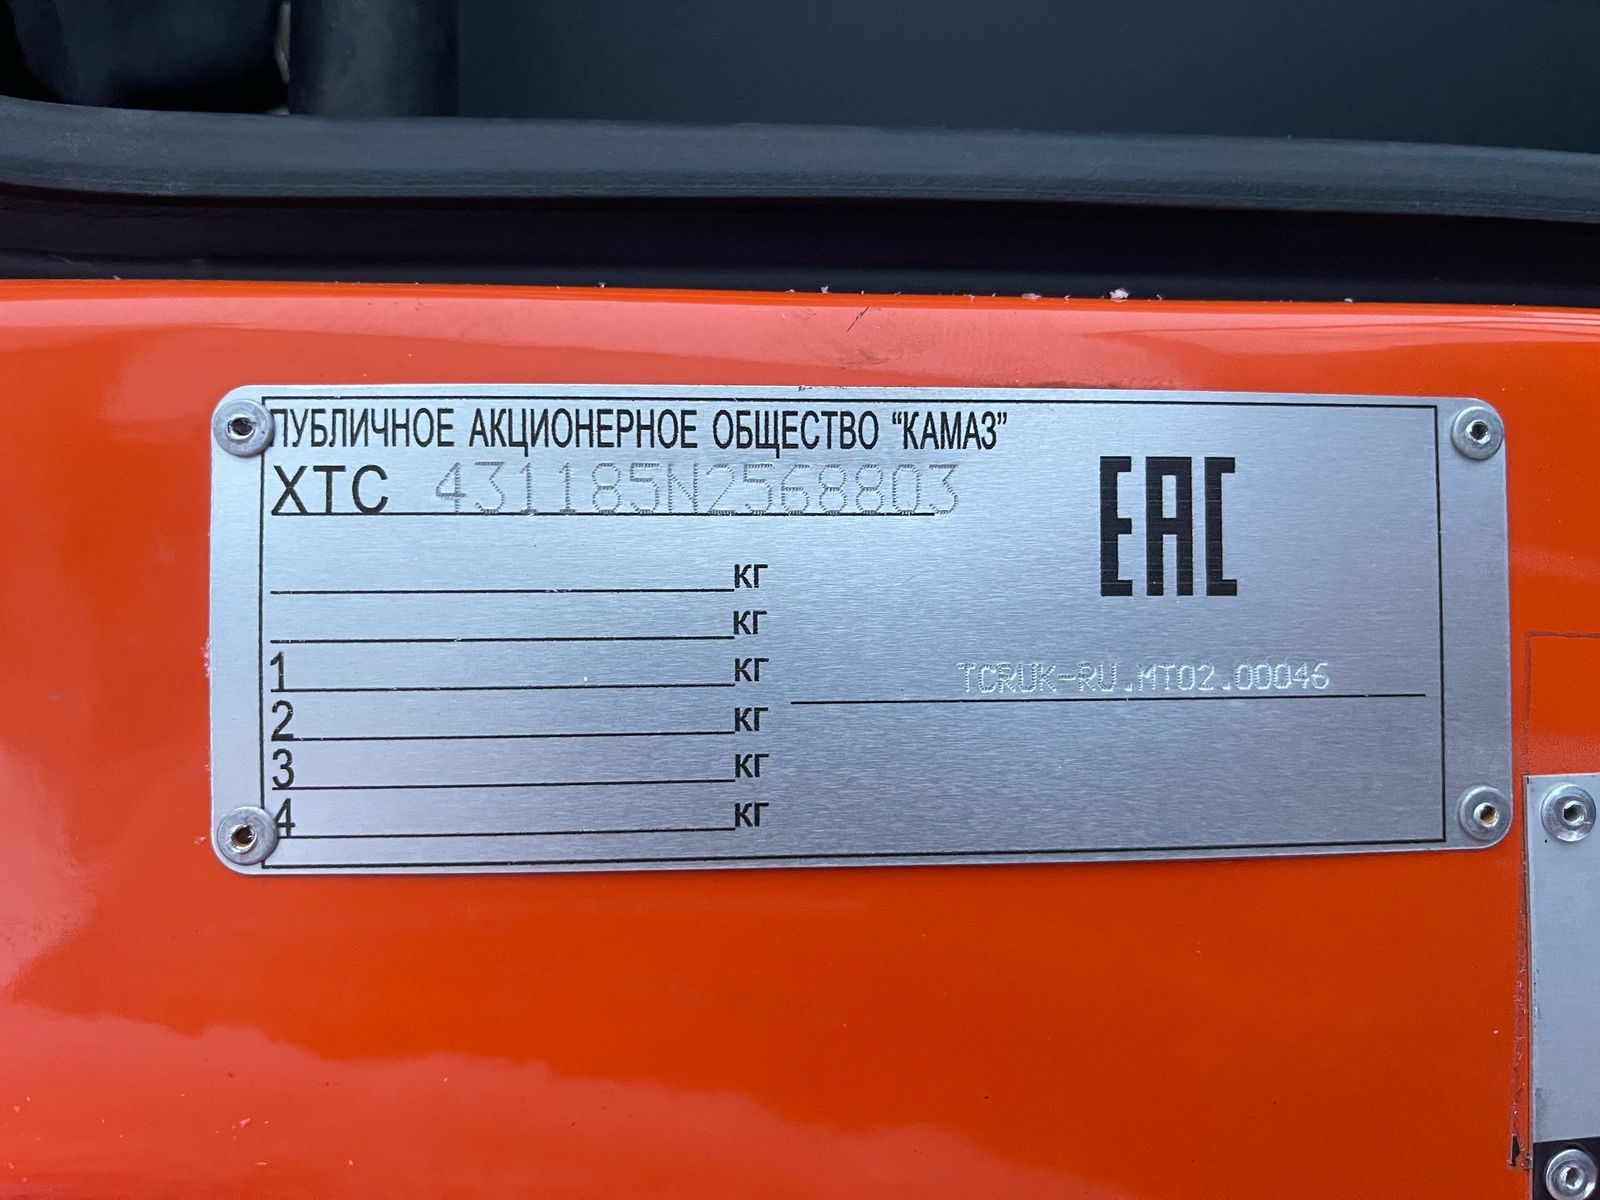 ПУБЛИЧНОЕ АКЦИОНЕРНОЕ ОБЩЕСТВО “КАМАЗ”
XTC 431185N2568803
EAC
кг
кг
1 кг
TCRUK-RU.MT02.00046
2 кг
3 кг
4 кг